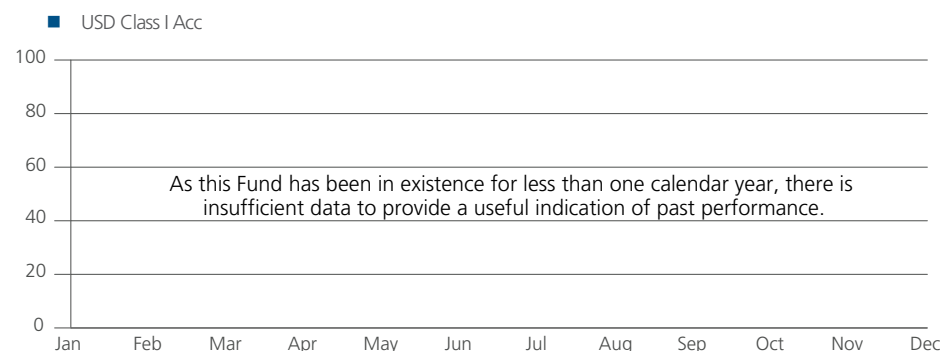 USD Class I Acc
100
80
60
As this Fund has been in existence for less than one calendar year, there is
insufficient data to provide a useful indication of past performance.
40
20
0
Jan Feb Mar Apr May Jun Jul Aug Sep Oct Nov Dec